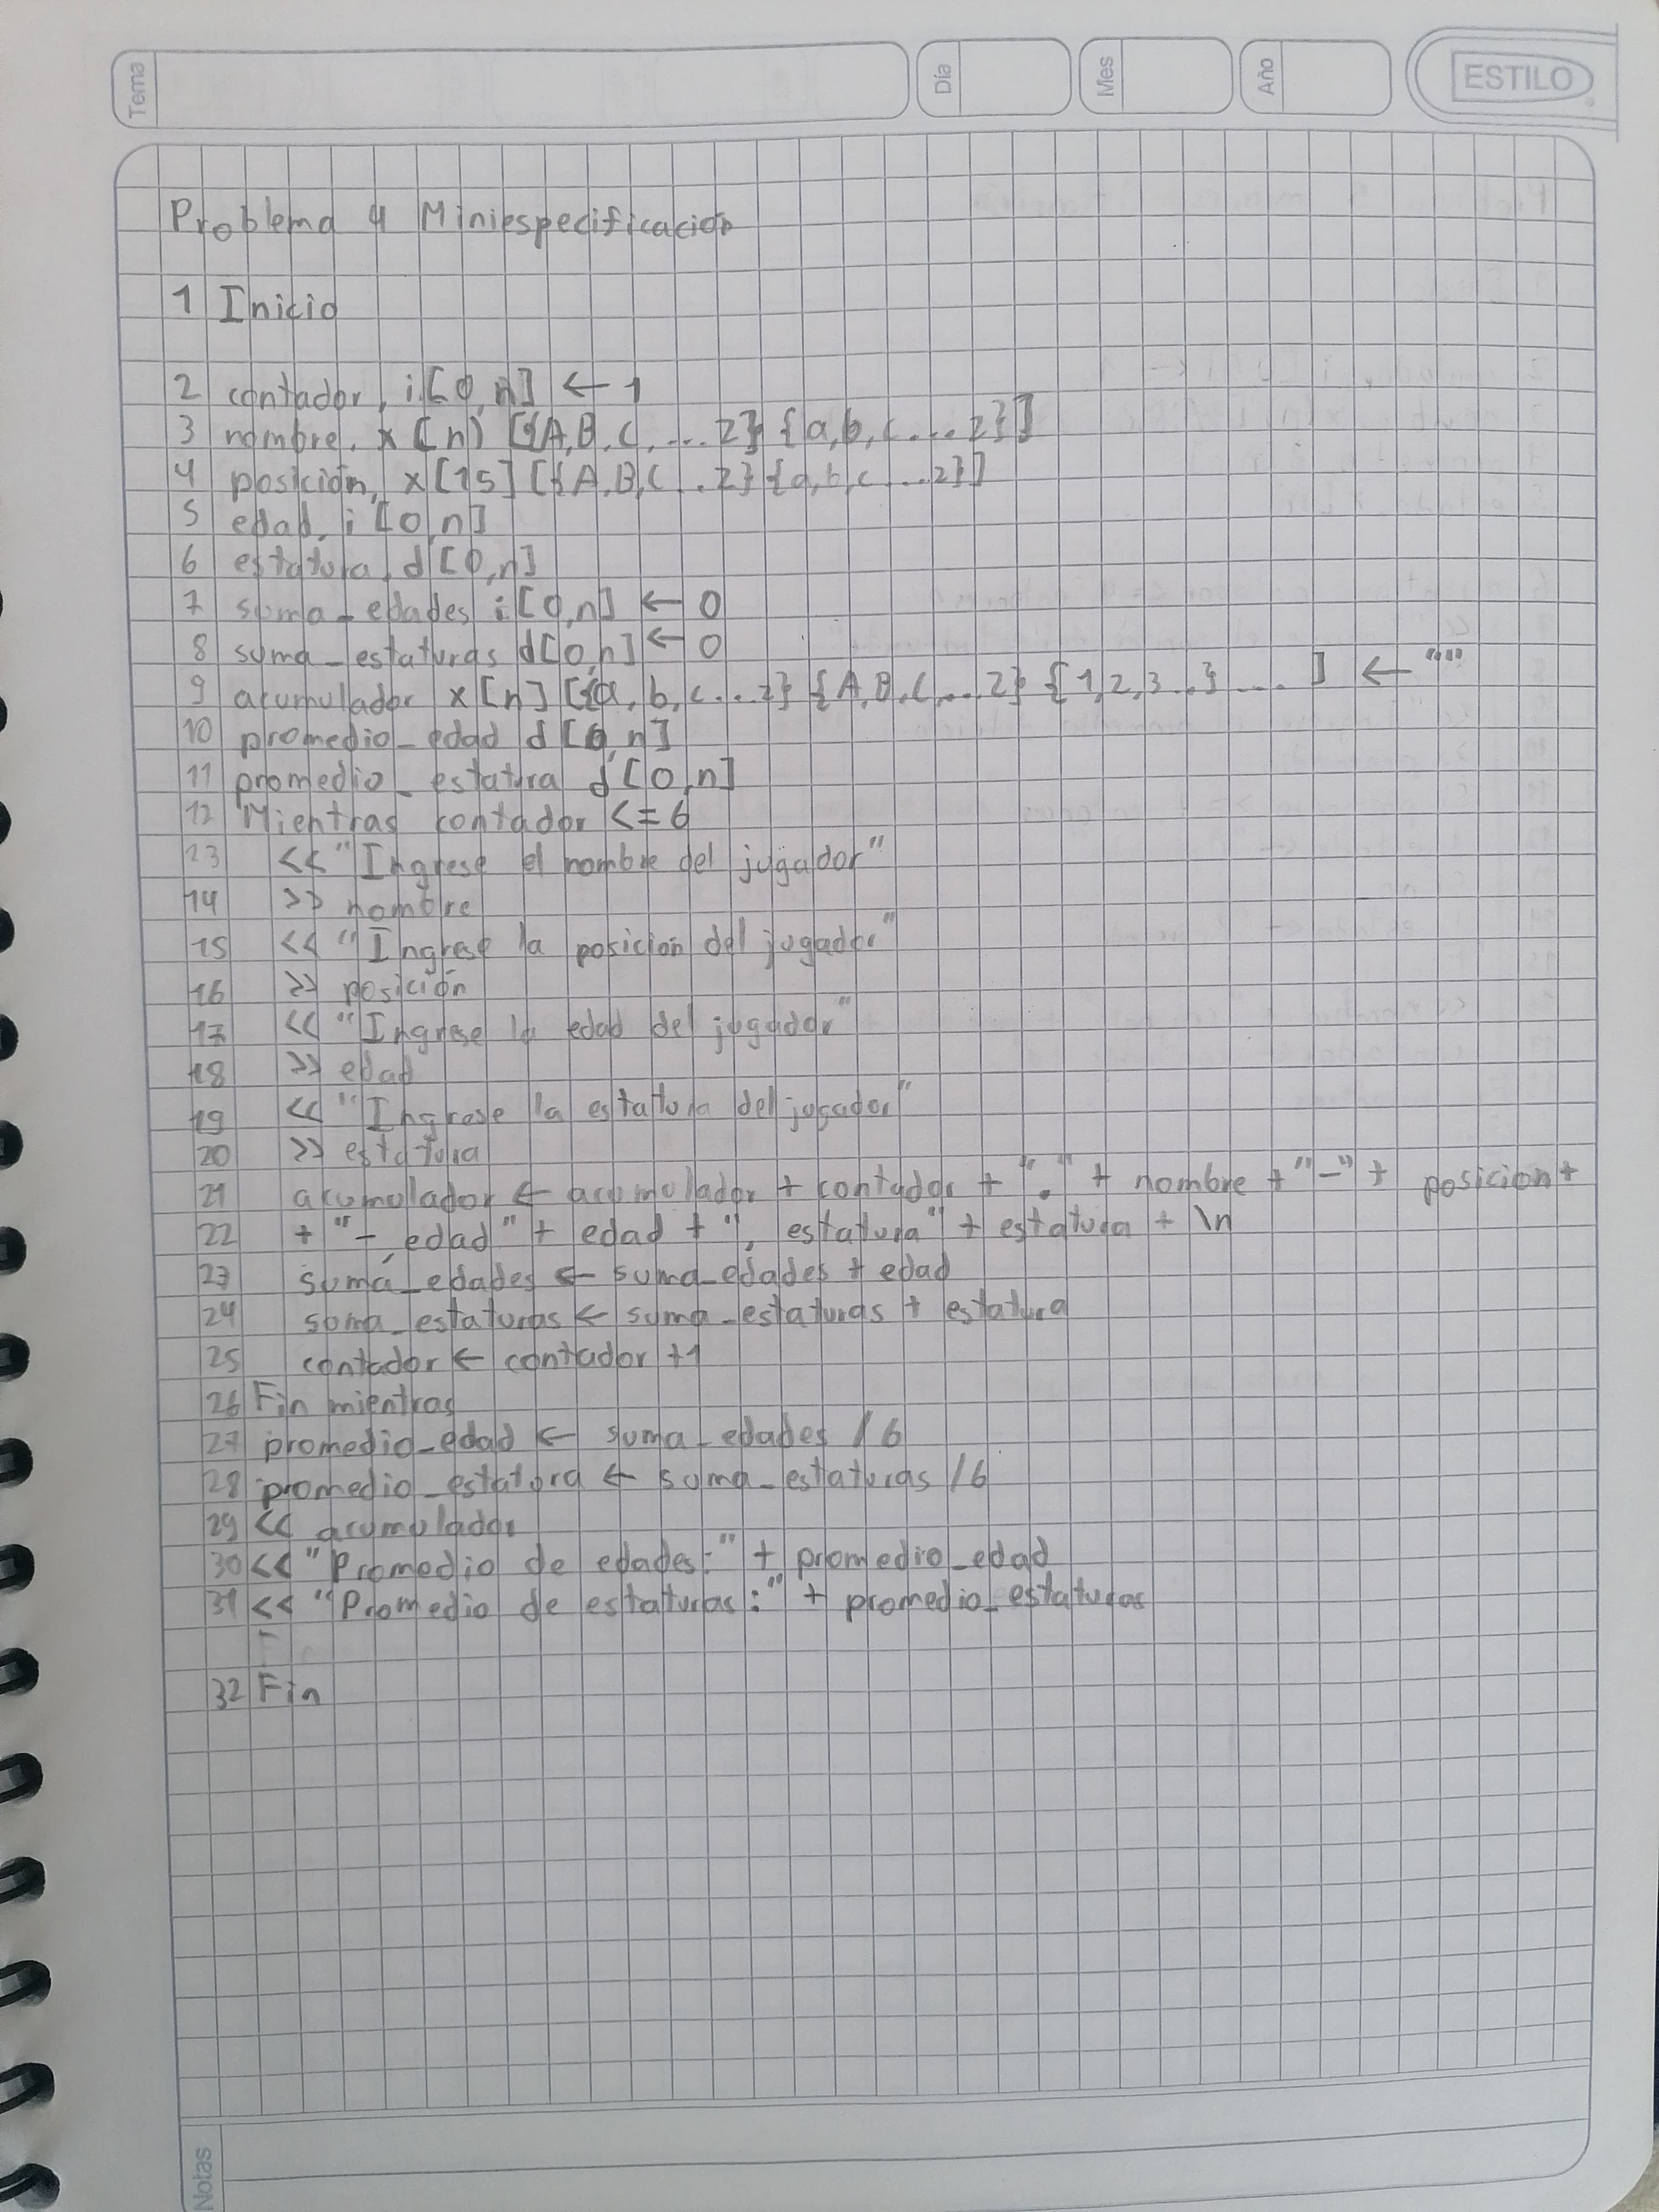 Tema
Día
Mes
Año
ESTILO
Problema 4 Miniespecificación
1 Inicio
2 contador, i[0,n] ← 1
3 nombre, x[n) [{A,B,C,...Z} {a,b,c....z}]
4 posición, x[15] [{A,B,C...Z} {a,b,c....z}]
5 edad, i[0,n]
6 estatura, d[0,n]
7 suma_edades i[0,n] ← 0
8 suma_estaturas d[0,n] ← 0
9 acumulador x[n] [{a,b,c...z} {A,B,C,...Z} {1,2,3...} .... ] ← ""
10 promedio_edad d[0,n]
11 promedio_estatura d[0,n]
12 Mientras contador <= 6
13 << "Ingrese el nombre del jugador"
14 >> nombre
15 << "Ingrese la posicion del jugador"
16 >> posición
17 << "Ingrese la edad del jugador"
18 >> edad
19 << "Ingrese la estatura del jugador"
20 >> estatura
21 acumulador ← acumulador + contador + "." + nombre + "-" + posicion +
22 + "-, edad" + edad + ", estatura" + estatura + \n
23 suma_edades ← suma_edades + edad
24 suma_estaturas ← suma_estaturas + estatura
25 contador ← contador +1
26 Fin mientras
27 promedio_edad ← suma_edades / 6
28 promedio_estatura ← suma_estaturas /6
29 << acumulador
30 << "Promedio de edades:" + promedio_edad
31 << "Promedio de estaturas:" + promedio_estaturas
32 Fin
Notas